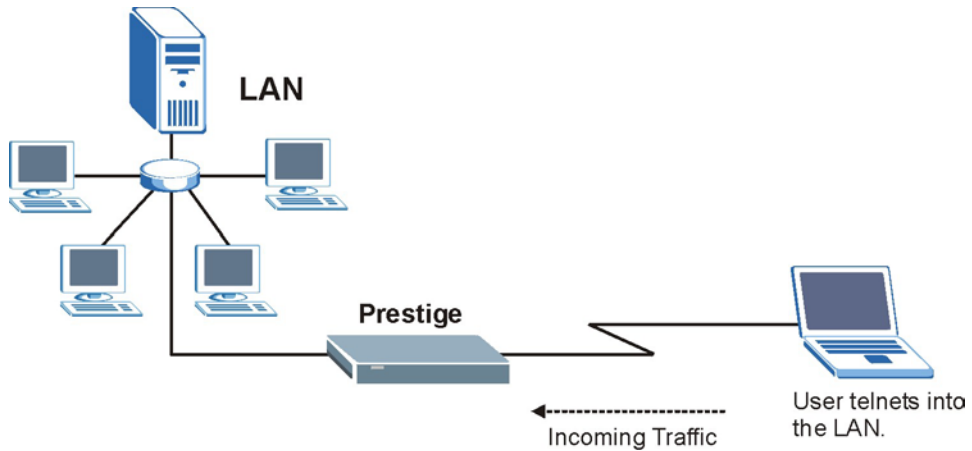 LAN
Prestige
User telnets into
the LAN.
Incoming Traffic